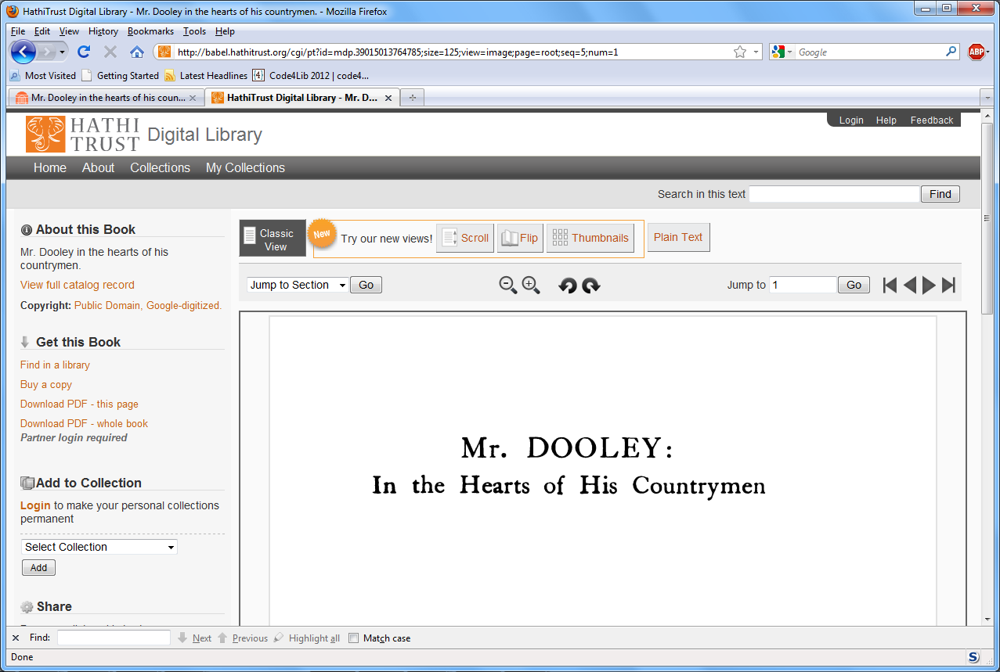 HathiTrust Digital Library - Mr. Dooley in the hearts of his countrymen. - Mozilla Firefox
File Edit View History Bookmarks Tools Help
http://babel.hathitrust.org/cgi/pt?id=mdp.39015013764785;size=125;view=image;page=root;seq=5;num=1
Google
ABP
Most Visited Getting Started Latest Headlines {4} Code4Lib 2012 | code4...
Mr. Dooley in the hearts of his coun... HathiTrust Digital Library - Mr. D...
Login Help Feedback
HATHI
TRUST
Digital Library
Home About Collections My Collections
Search in this text Find
About this Book
Mr. Dooley in the hearts of his
countrymen.
View full catalog record
Copyright: Public Domain, Google-digitized.
Get this Book
Find in a library
Buy a copy
Download PDF - this page
Download PDF - whole book
Partner login required
Add to Collection
Login to make your personal collections
permanent
Select Collection
Add
Share
Classic
View
New
Try our new views! Scroll Flip Thumbnails Plain Text
Jump to Section Go Jump to 1 Go
Mr. DOOLEY:
In the Hearts of His Countrymen
Find: Next Previous Highlight all Match case
Done
S